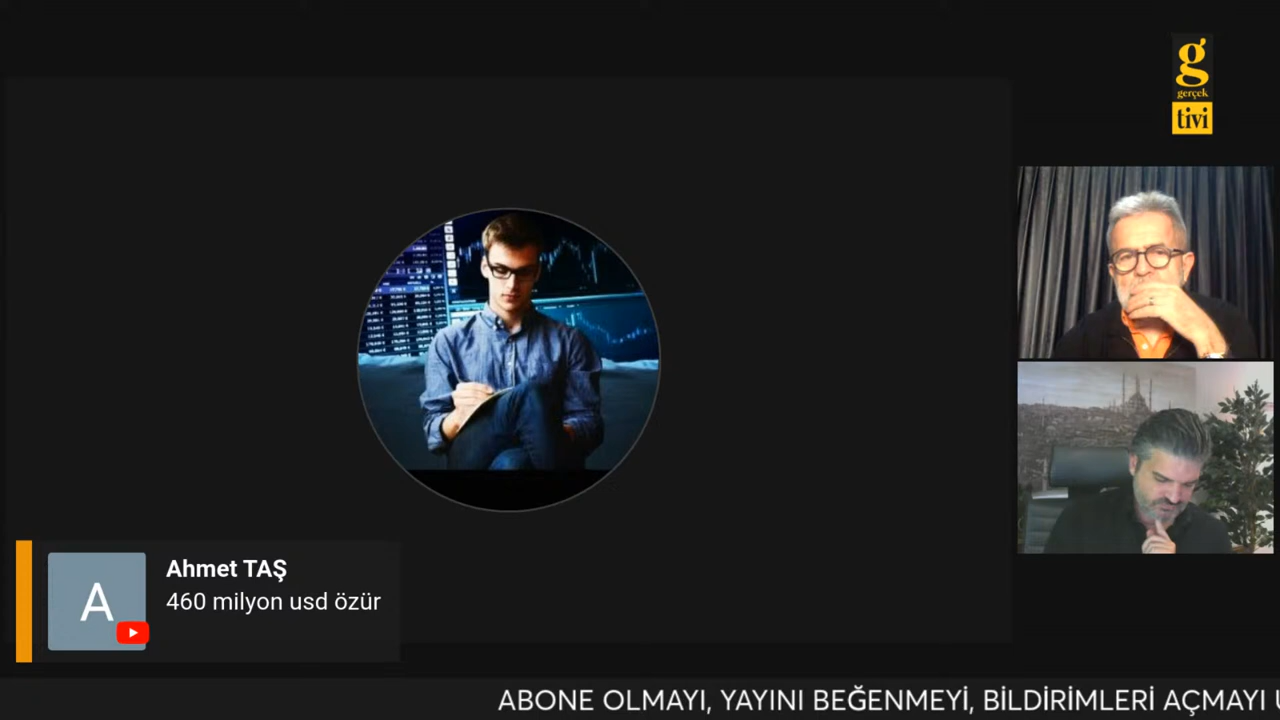 g
gerçek
tivi
A
Ahmet TAŞ
460 milyon usd özür
ABONE OLMAYI, YAYINI BEĞENMEYİ, BİLDİRİMLERİ AÇMAYI